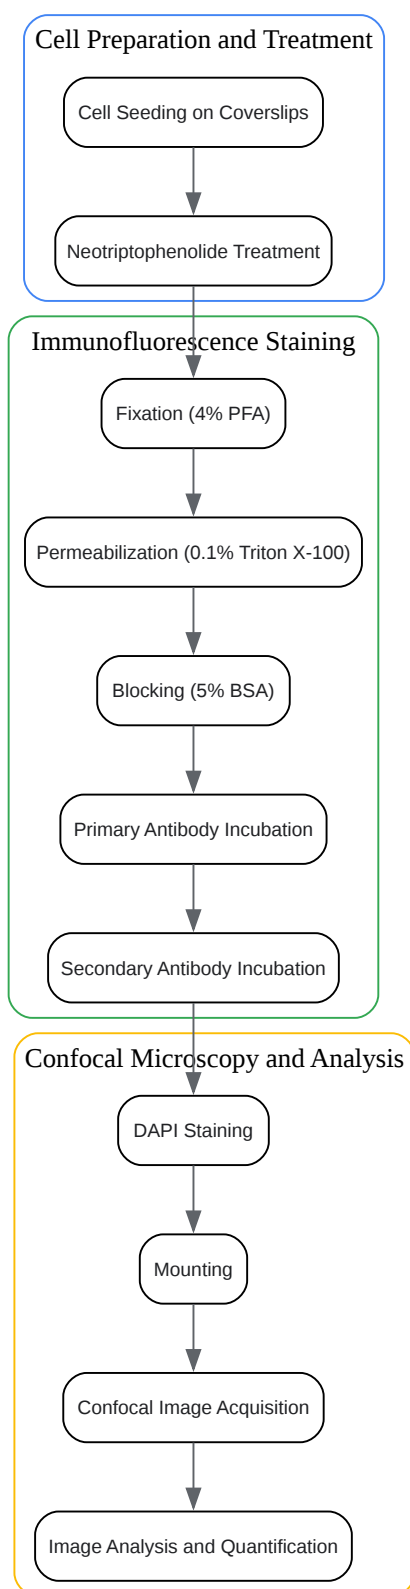 Cell Preparation and Treatment
Cell Seeding on Coverslips
Neotriptophenolide Treatment
Immunofluorescence Staining
Fixation (4% PFA)
Permeabilization (0.1% Triton X-100)
Blocking (5% BSA)
Primary Antibody Incubation
Secondary Antibody Incubation
Confocal Microscopy and Analysis
DAPI Staining
Mounting
Confocal Image Acquisition
Image Analysis and Quantification